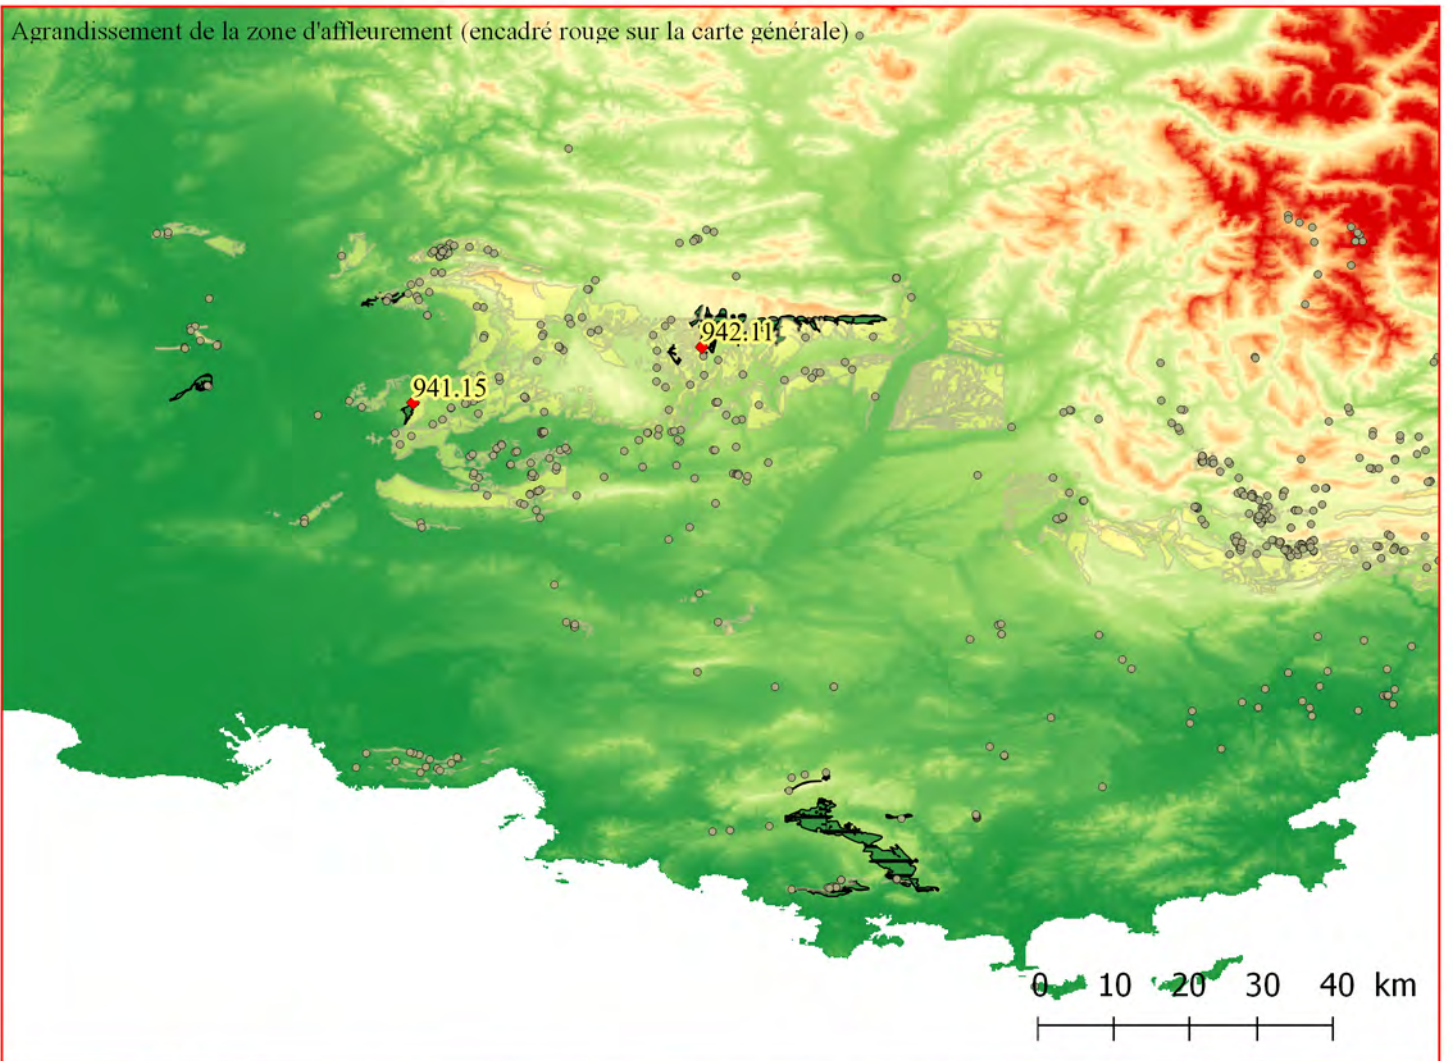 Agrandissement de la zone d'affleurement (encadré rouge sur la carte générale)
942.11
941.15
0 10 20 30 40 km